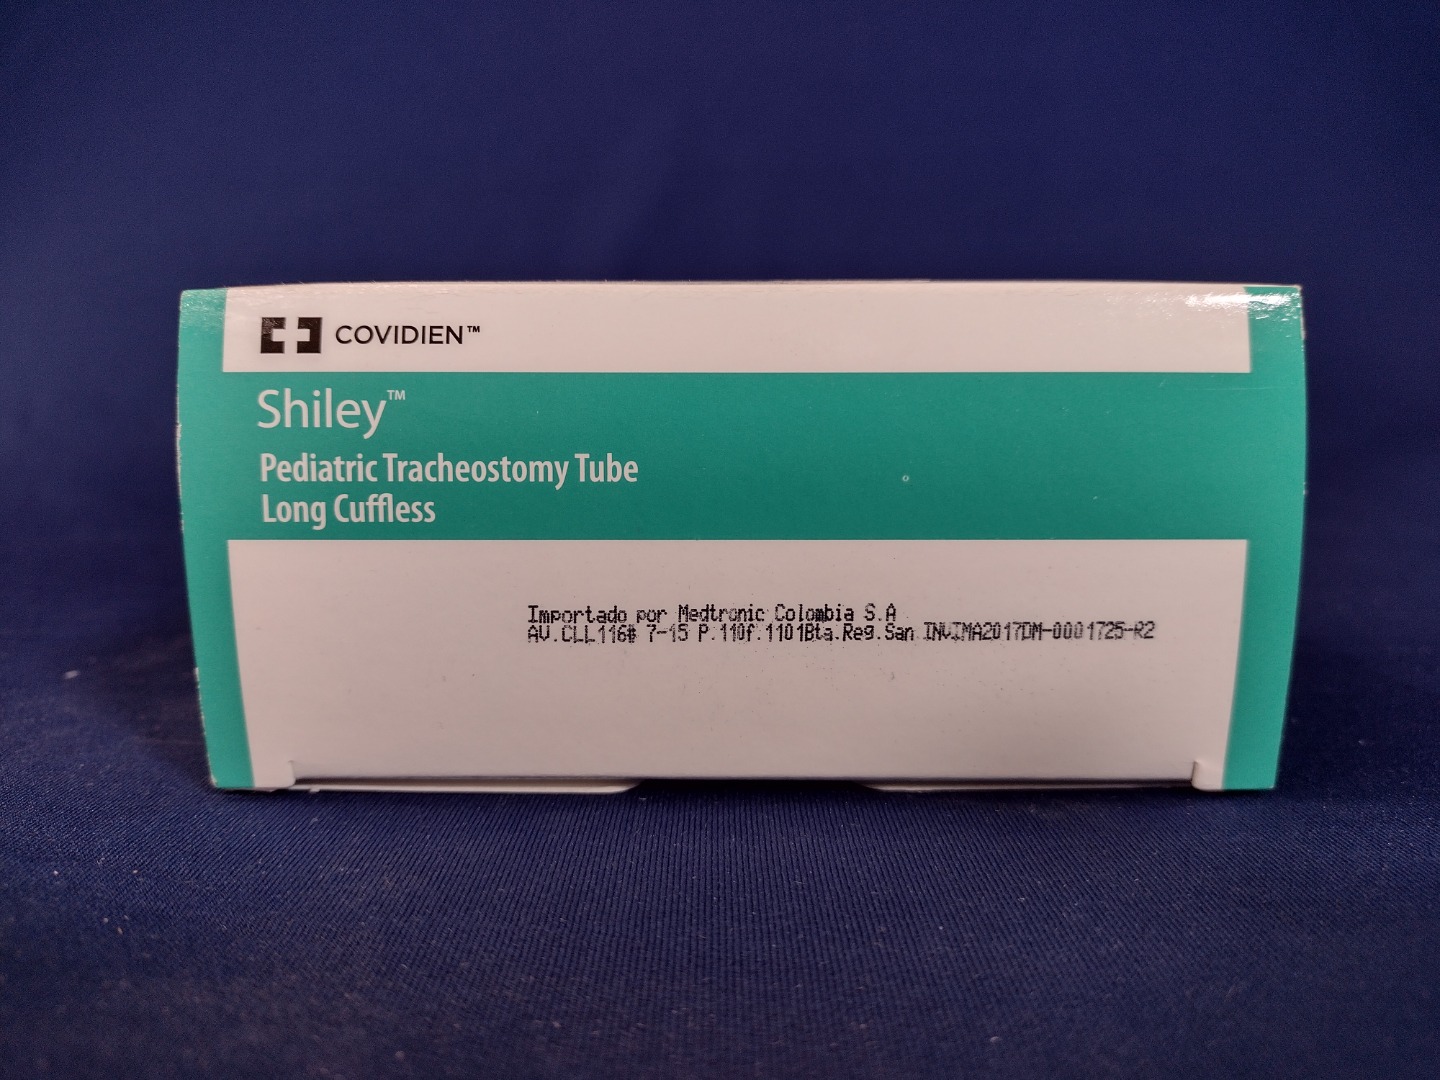 COVIDIEN™
Shiley™
Pediatric Tracheostomy Tube
Long Cuffless
Importado por Medtronic Colombia S.A
AV.CLL116# 7-15 P.11Of.1101Bta.Reg.San INVIMA2017DM-0001725-R2